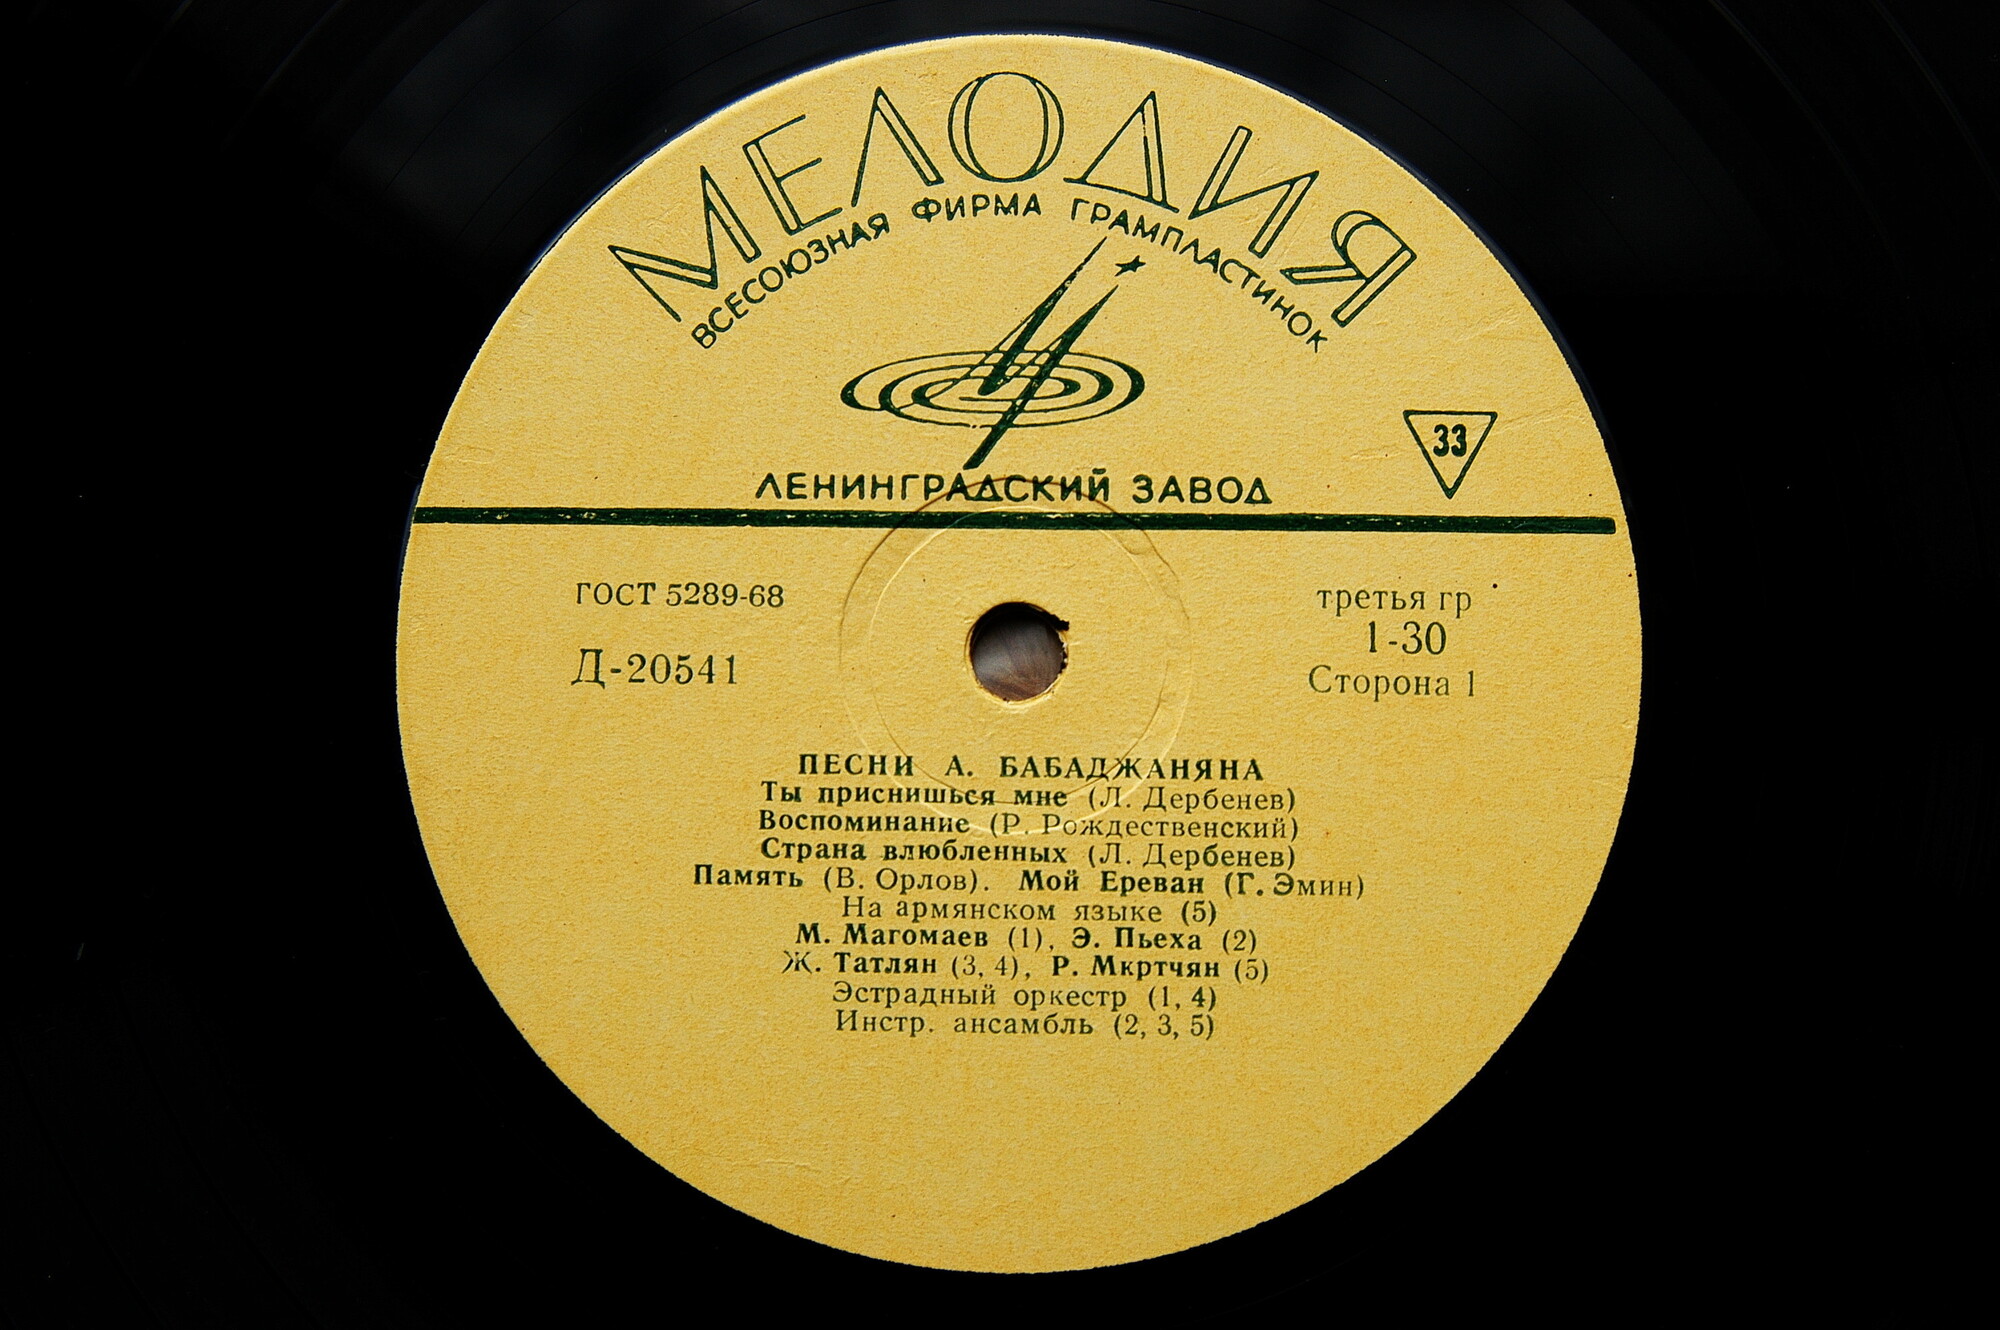 МЕЛОДИЯ
ВСЕСОЮЗНАЯ ФИРМА ГРАМПЛАСТИНОК
33
ЛЕНИНГРАДСКИЙ ЗАВОД
ГОСТ 5289-68
третья гр
Д-20541
1-30
Сторона 1
ПЕСНИ А. БАБАДЖАНЯНА
Ты приснишься мне (Л. Дербенев)
Воспоминание (Р. Рождественский)
Страна влюбленных (Л. Дербенев)
Память (В. Орлов). Мой Ереван (Г. Эмин)
На армянском языке (5)
М. Магомаев (1), Э. Пьеха (2)
Ж. Татлян (3, 4), Р. Мкртчян (5)
Эстрадный оркестр (1, 4)
Инстр. ансамбль (2, 3, 5)